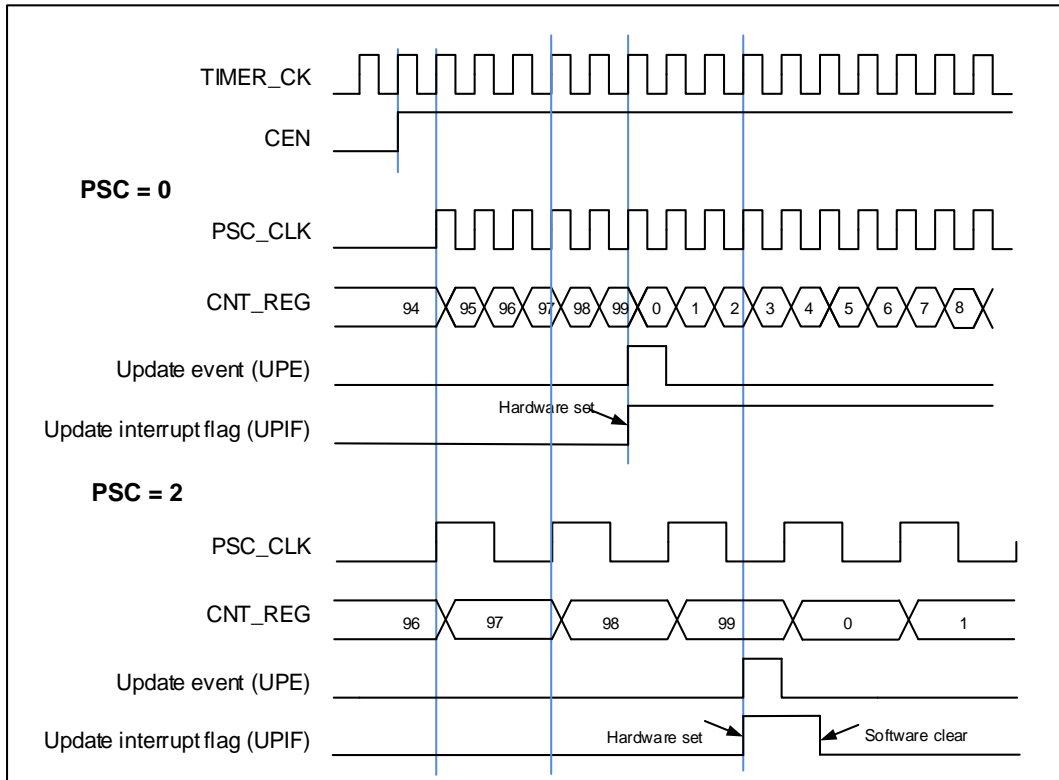 TIMER_CK
CEN
PSC = 0
PSC_CLK
CNT_REG 94 95 96 97 98 99 0 1 2 3 4 5 6 7 8
Update event (UPE)
Hardware set
Update interrupt flag (UPIF)
PSC = 2
PSC_CLK
CNT_REG 96 97 98 99 0 1
Update event (UPE)
Update interrupt flag (UPIF) Hardware set Software clear